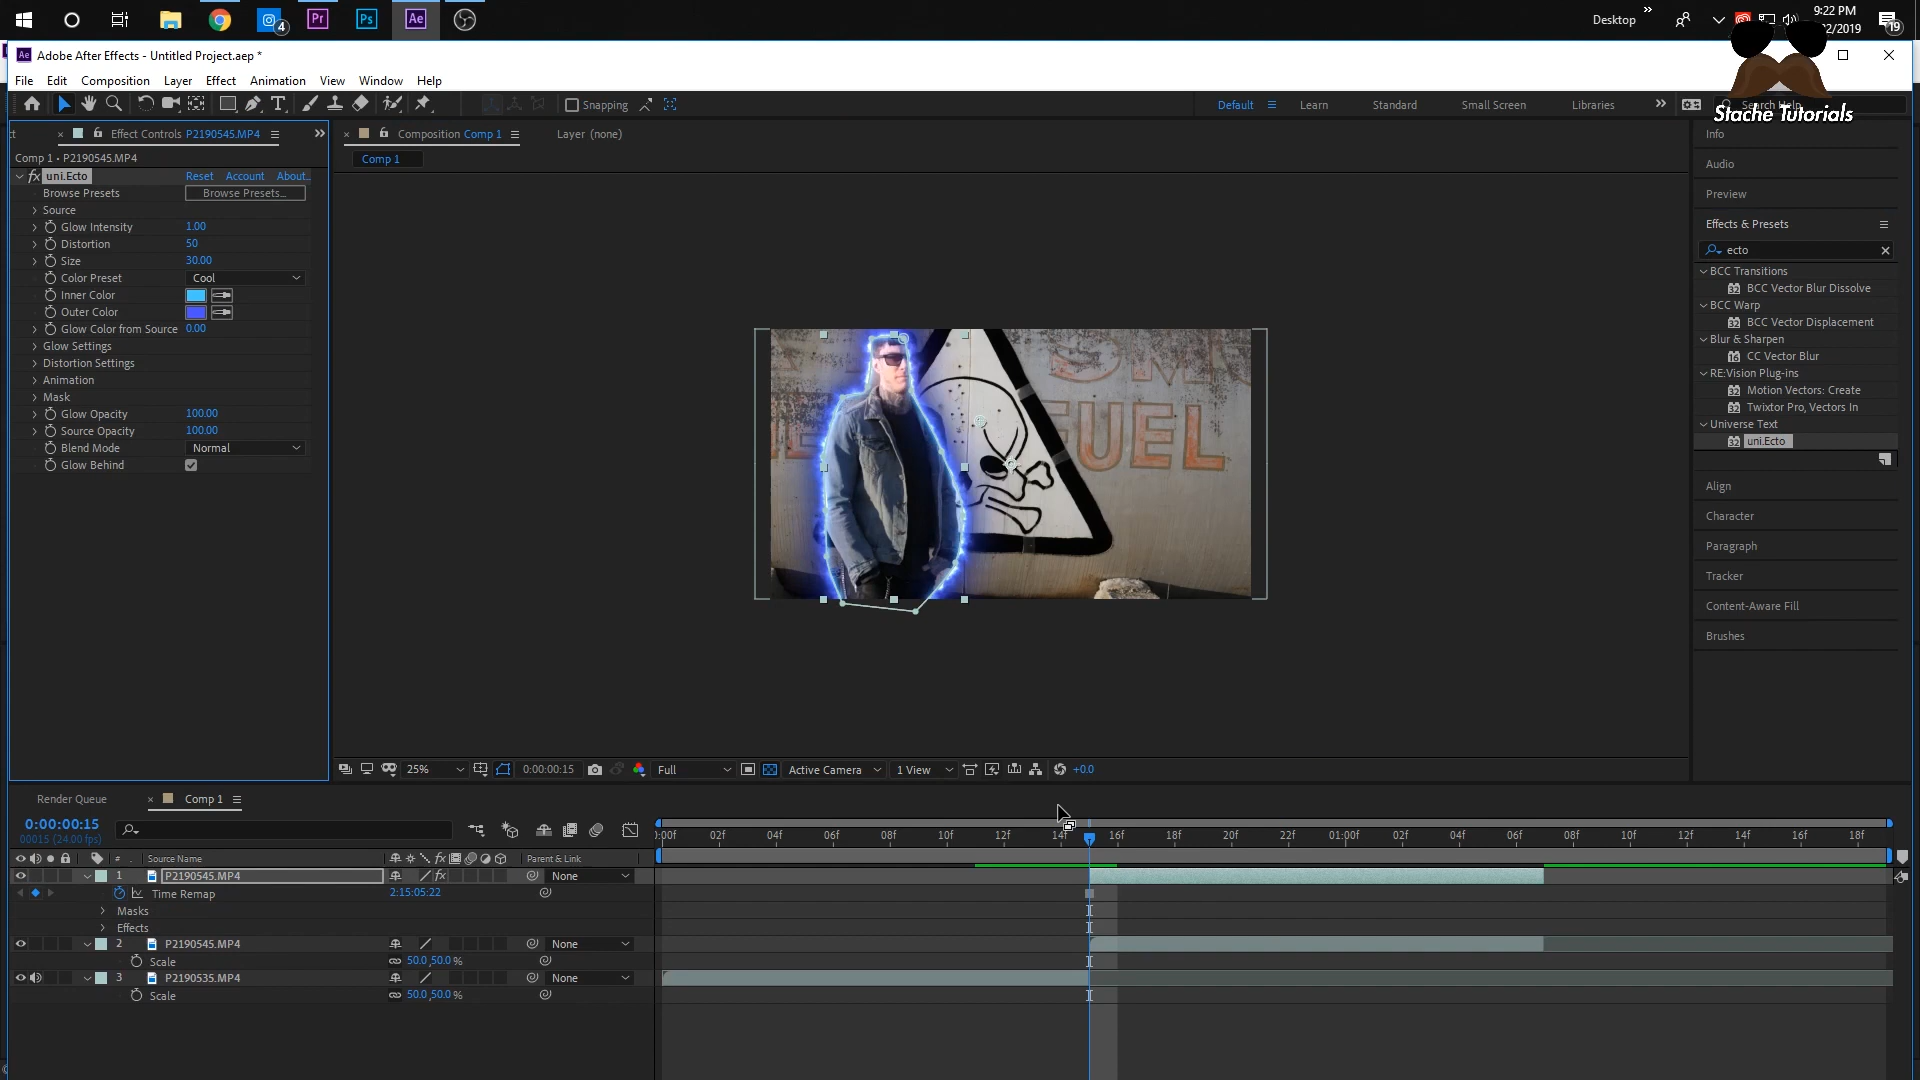 4
Pr
Ps
Ae
Desktop
9:22 PM
19
Ae Adobe After Effects - Untitled Project.aep *
Stache Tutorials
File Edit Composition Layer Effect Animation View Window Help
Snapping
Default Learn Standard Small Screen Libraries
Effect Controls P2190545.MP4
Composition Comp 1
Layer (none)
Info
Comp 1 • P2190545.MP4
Comp 1
Audio
fx uni.Ecto Reset Account About..
Browse Presets Browse Presets...
Preview
Source
Glow Intensity 1.00
Effects & Presets
Distortion 50
ecto
Size 30.00
BCC Transitions
Color Preset Cool
BCC Vector Blur Dissolve
Inner Color
BCC Warp
Outer Color
BCC Vector Displacement
Glow Color from Source 0.00
Blur & Sharpen
Glow Settings
CC Vector Blur
Distortion Settings
RE:Vision Plug-ins
Animation
Motion Vectors: Create
Mask
Twixtor Pro, Vectors In
Glow Opacity 100.00
Universe Text
Source Opacity 100.00
uni.Ecto
Blend Mode Normal
Glow Behind
FUEL
Align
Character
Paragraph
Tracker
Content-Aware Fill
Brushes
25% 0:00:00:15 Full Active Camera 1 View +0.0
Render Queue Comp 1
0:00:00:15
00015 (24.00 fps)
:00f 02f 04f 06f 08f 10f 12f 14f 16f 18f 20f 22f 01:00f 02f 04f 06f 08f 10f 12f 14f 16f 18f
# Source Name fx Parent & Link
1 P2190545.MP4 fx None
Time Remap 2:15:05:22
Masks
Effects
2 P2190545.MP4 None
Scale 50.0,50.0 %
3 P2190535.MP4 None
Scale 50.0,50.0 %